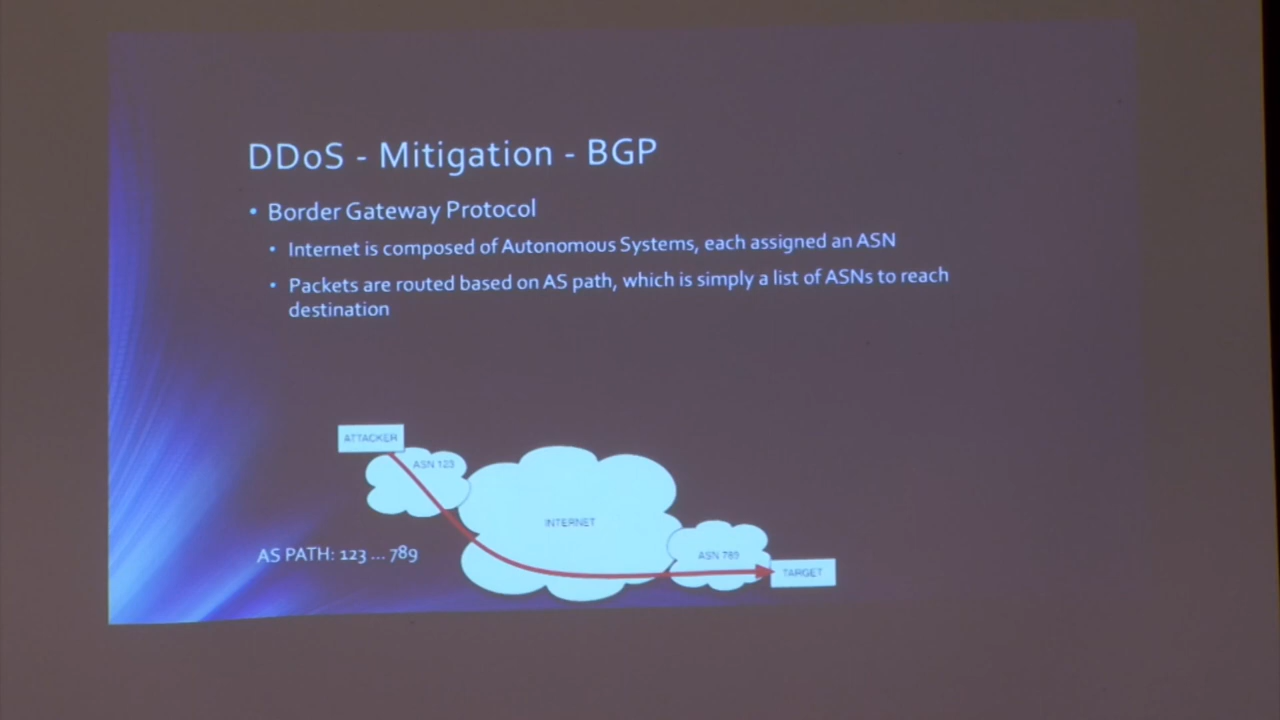 DDoS - Mitigation - BGP
• Border Gateway Protocol
• Internet is composed of Autonomous Systems, each assigned an ASN
• Packets are routed based on AS path, which is simply a list of ASNs to reach
destination
ATTACKER
ASN 123
INTERNET
AS PATH: 123 ... 789
ASN 789
TARGET